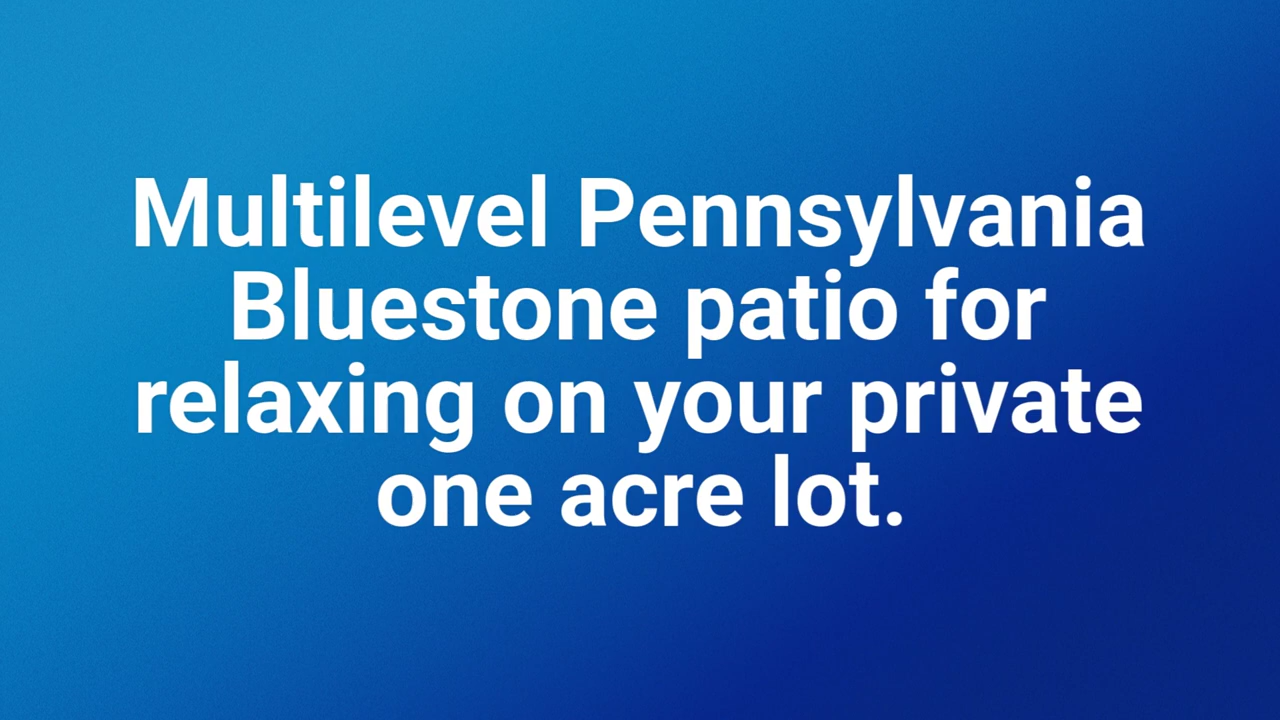 Multilevel Pennsylvania
Bluestone patio for
relaxing on your private
one acre lot.